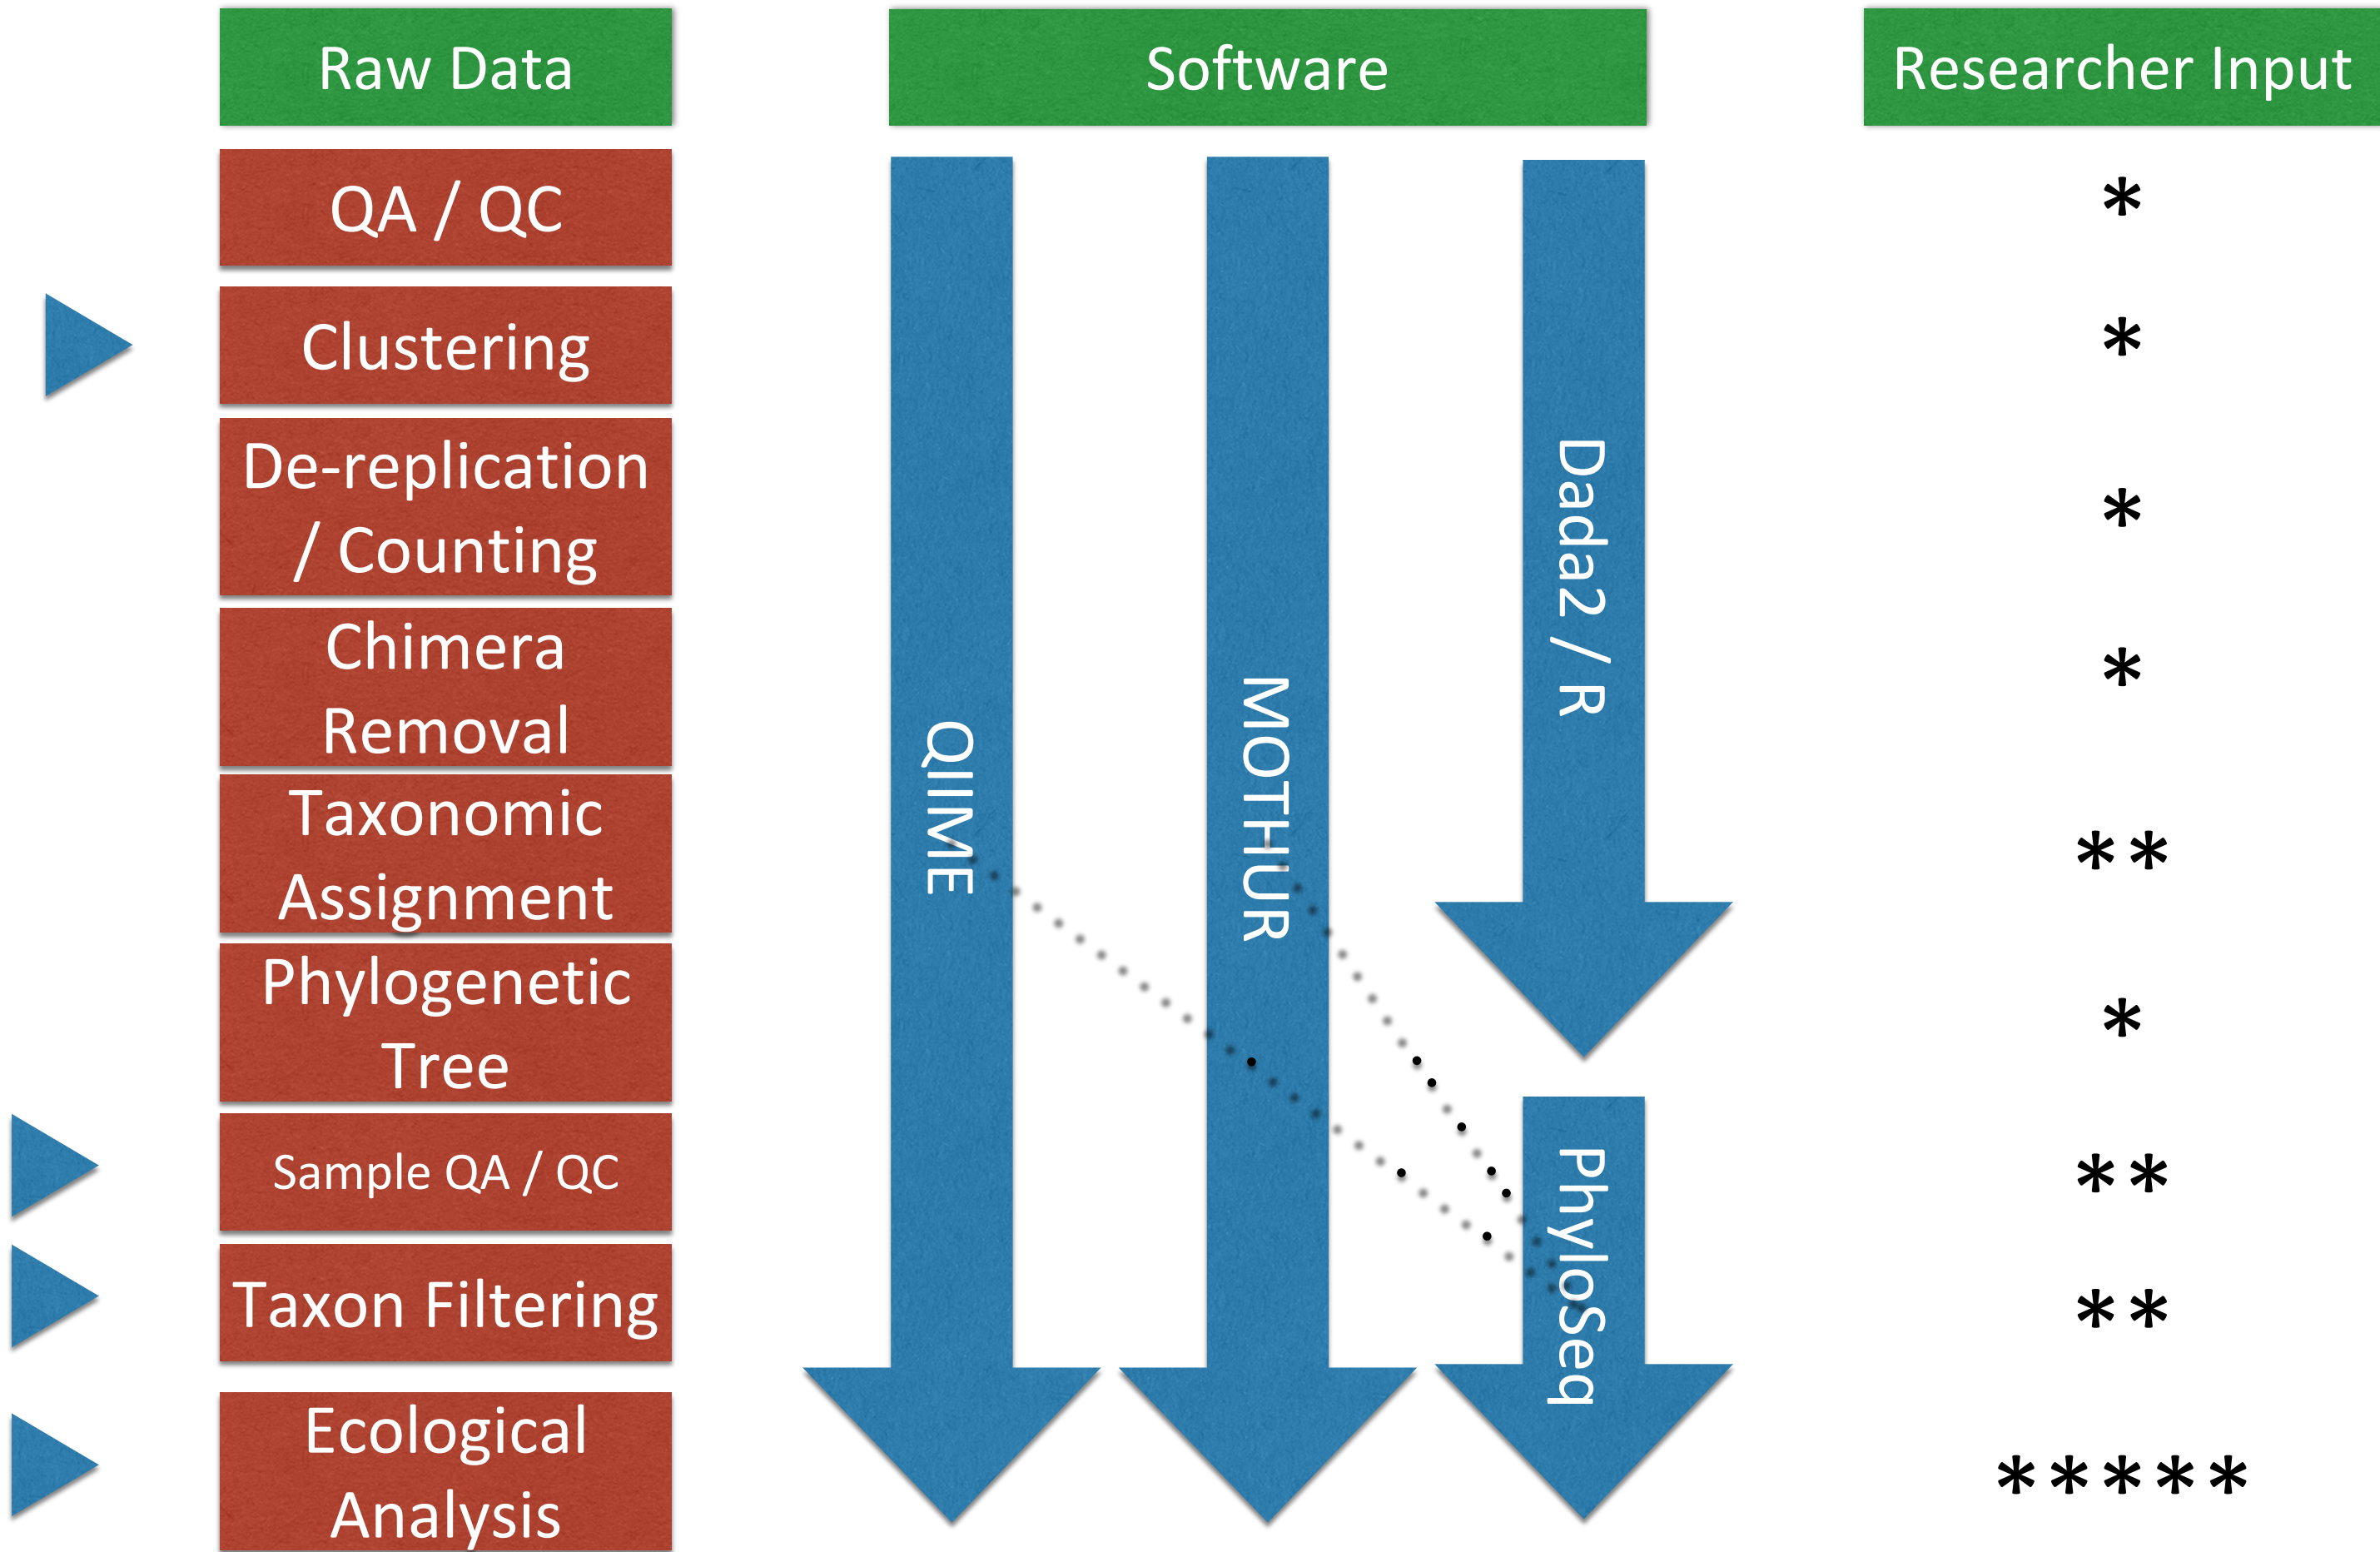 Raw Data
Software
Researcher Input
QA / QC
*
Clustering
*
De-replication
/ Counting
*
Chimera
Removal
*
Taxonomic
Assignment
**
Phylogenetic
Tree
*
Sample QA / QC
**
Taxon Filtering
**
Ecological
Analysis
*****
QIIME
MOTHUR
Dada2 / R
PhyloSeq